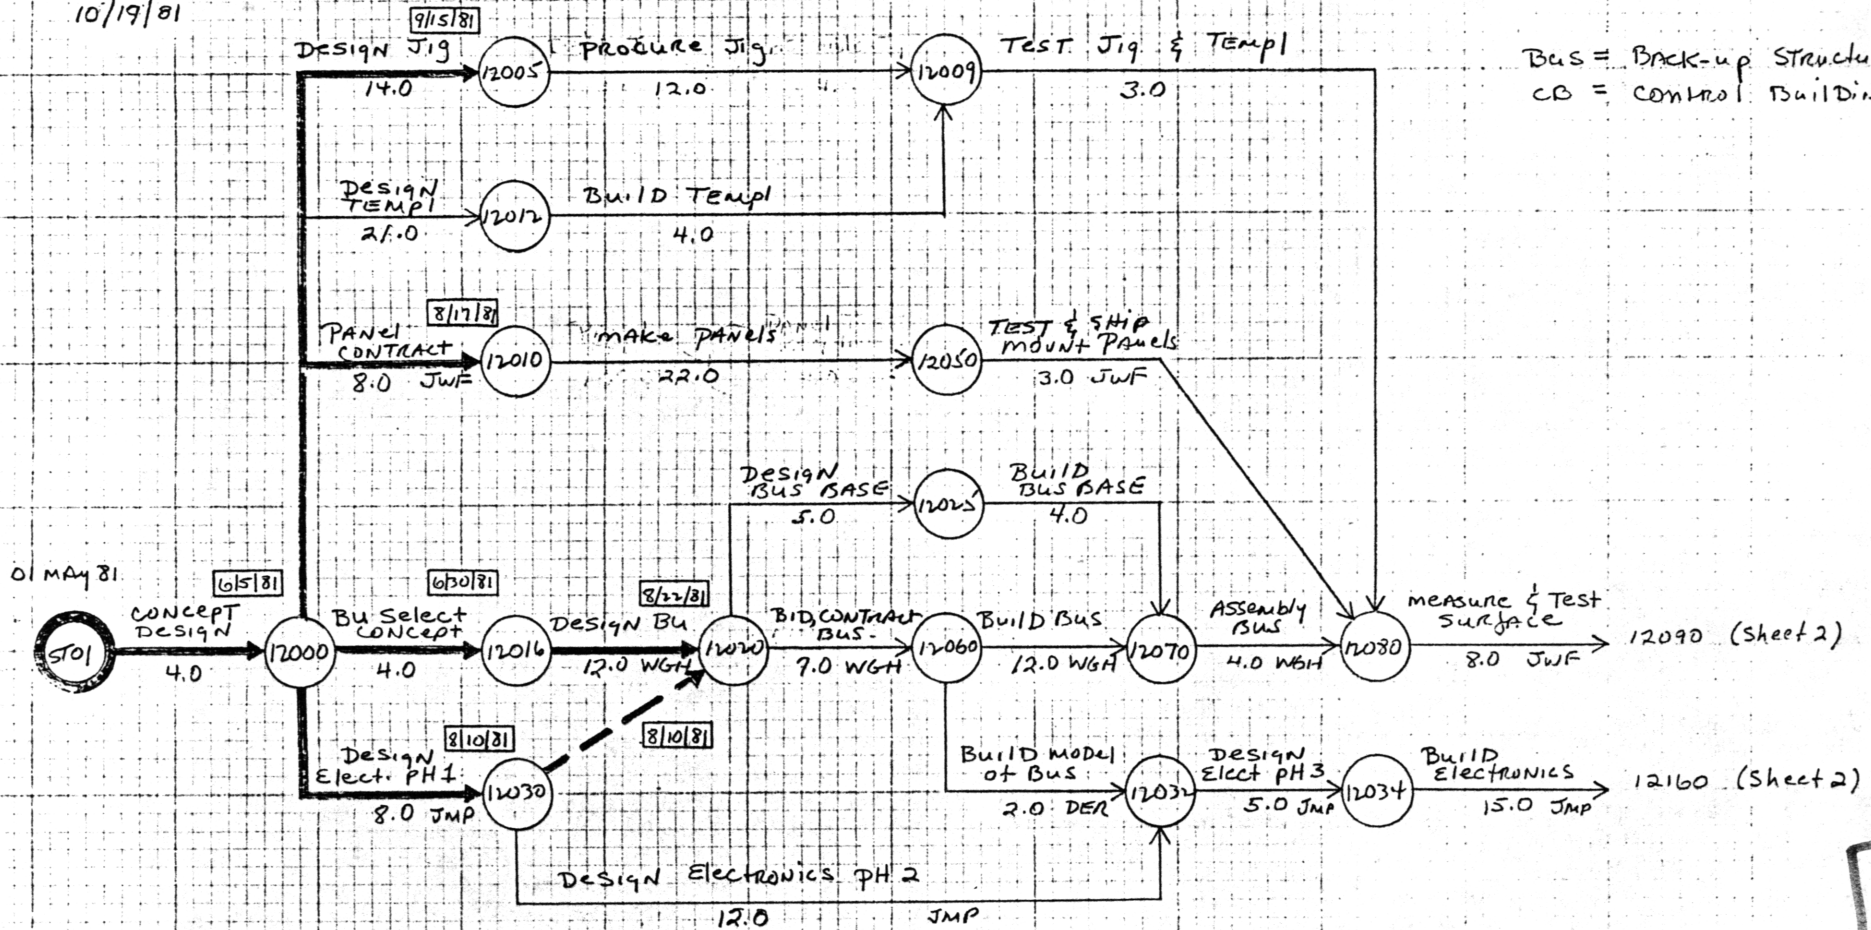 10/19/81
9/15/81
DESIGN Jig
12005
PROCURE Jig
12009
TEST Jig & TEMPl
14.0
12.0
3.0
BUS = BACK-up STRUCTU
CB = CONTROL BUILDI
DESIGN
TEMPl
12012
BUILD TEMPl
21.0
4.0
8/17/81
PANEL
CONTRACT
12010
MAKE PANELS
12050
TEST & SHIP
MOUNT PANELS
8.0 JWF
22.0
3.0 JWF
DESIGN
BUS BASE
12025
BUILD
BUS BASE
5.0
4.0
01 MAY 81
6/5/81
6/30/81
8/22/81
ST01
CONCEPT
DESIGN
12000
BU SELECT
CONCEPT
12016
DESIGN BU
12020
BID, CONTRACT
BUS
12060
BUILD BUS
12070
ASSEMBLY
BUS
12080
MEASURE & TEST
SURFACE
12090 (Sheet 2)
4.0
4.0
12.0 WGH
7.0 WGH
12.0 WGH
4.0 WGH
8.0 JWF
8/10/81
8/10/81
DESIGN
Elect. PH1
12030
BUILD MODEL
of BUS
12032
DESIGN
Elect PH3
12034
BUILD
ELECTRONICS
12160 (Sheet 2)
8.0 JMP
2.0 DER
5.0 JMP
15.0 JMP
DESIGN Electronics PH 2
12.0 JMP